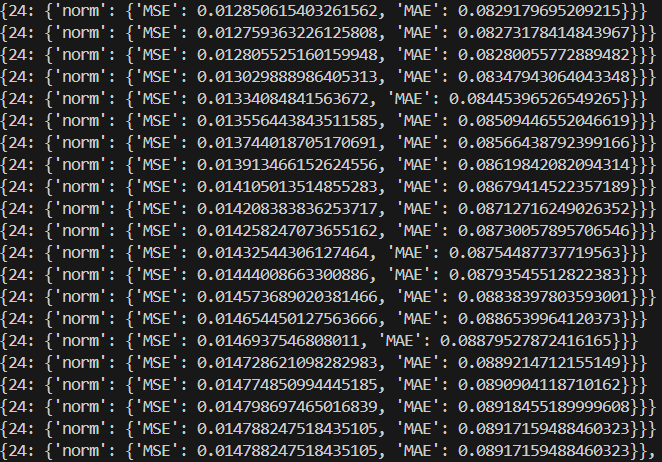 {24: {'norm': {'MSE': 0.012850615403261562, 'MAE': 0.0829179695209215}}}
{24: {'norm': {'MSE': 0.012759363226125808, 'MAE': 0.08273178414843967}}}
{24: {'norm': {'MSE': 0.012805525160159948, 'MAE': 0.08280055772889482}}}
{24: {'norm': {'MSE': 0.013029888986405313, 'MAE': 0.08347943064043348}}}
{24: {'norm': {'MSE': 0.01334084841563672, 'MAE': 0.08445396526549265}}}
{24: {'norm': {'MSE': 0.013556443843511585, 'MAE': 0.08509446552046619}}}
{24: {'norm': {'MSE': 0.013744018705170691, 'MAE': 0.08566438792399166}}}
{24: {'norm': {'MSE': 0.013913466152624556, 'MAE': 0.08619842082094314}}}
{24: {'norm': {'MSE': 0.014105013514855283, 'MAE': 0.08679414522357189}}}
{24: {'norm': {'MSE': 0.014208383836253717, 'MAE': 0.08712716249026352}}}
{24: {'norm': {'MSE': 0.014258247073655162, 'MAE': 0.08730057895706546}}}
{24: {'norm': {'MSE': 0.01432544306127464, 'MAE': 0.08754487737719563}}}
{24: {'norm': {'MSE': 0.01444008663300886, 'MAE': 0.08793545512822383}}}
{24: {'norm': {'MSE': 0.014573689020381466, 'MAE': 0.08838397803593001}}}
{24: {'norm': {'MSE': 0.014654450127563666, 'MAE': 0.0886539964120373}}}
{24: {'norm': {'MSE': 0.0146937546808011, 'MAE': 0.08879527872416165}}}
{24: {'norm': {'MSE': 0.014728621098282983, 'MAE': 0.0889214712155149}}}
{24: {'norm': {'MSE': 0.014774850994445185, 'MAE': 0.0890904118710162}}}
{24: {'norm': {'MSE': 0.014798697465016839, 'MAE': 0.08918455189999608}}}
{24: {'norm': {'MSE': 0.014788247518435105, 'MAE': 0.08917159488460323}}}
{24: {'norm': {'MSE': 0.014788247518435105, 'MAE': 0.08917159488460323}},